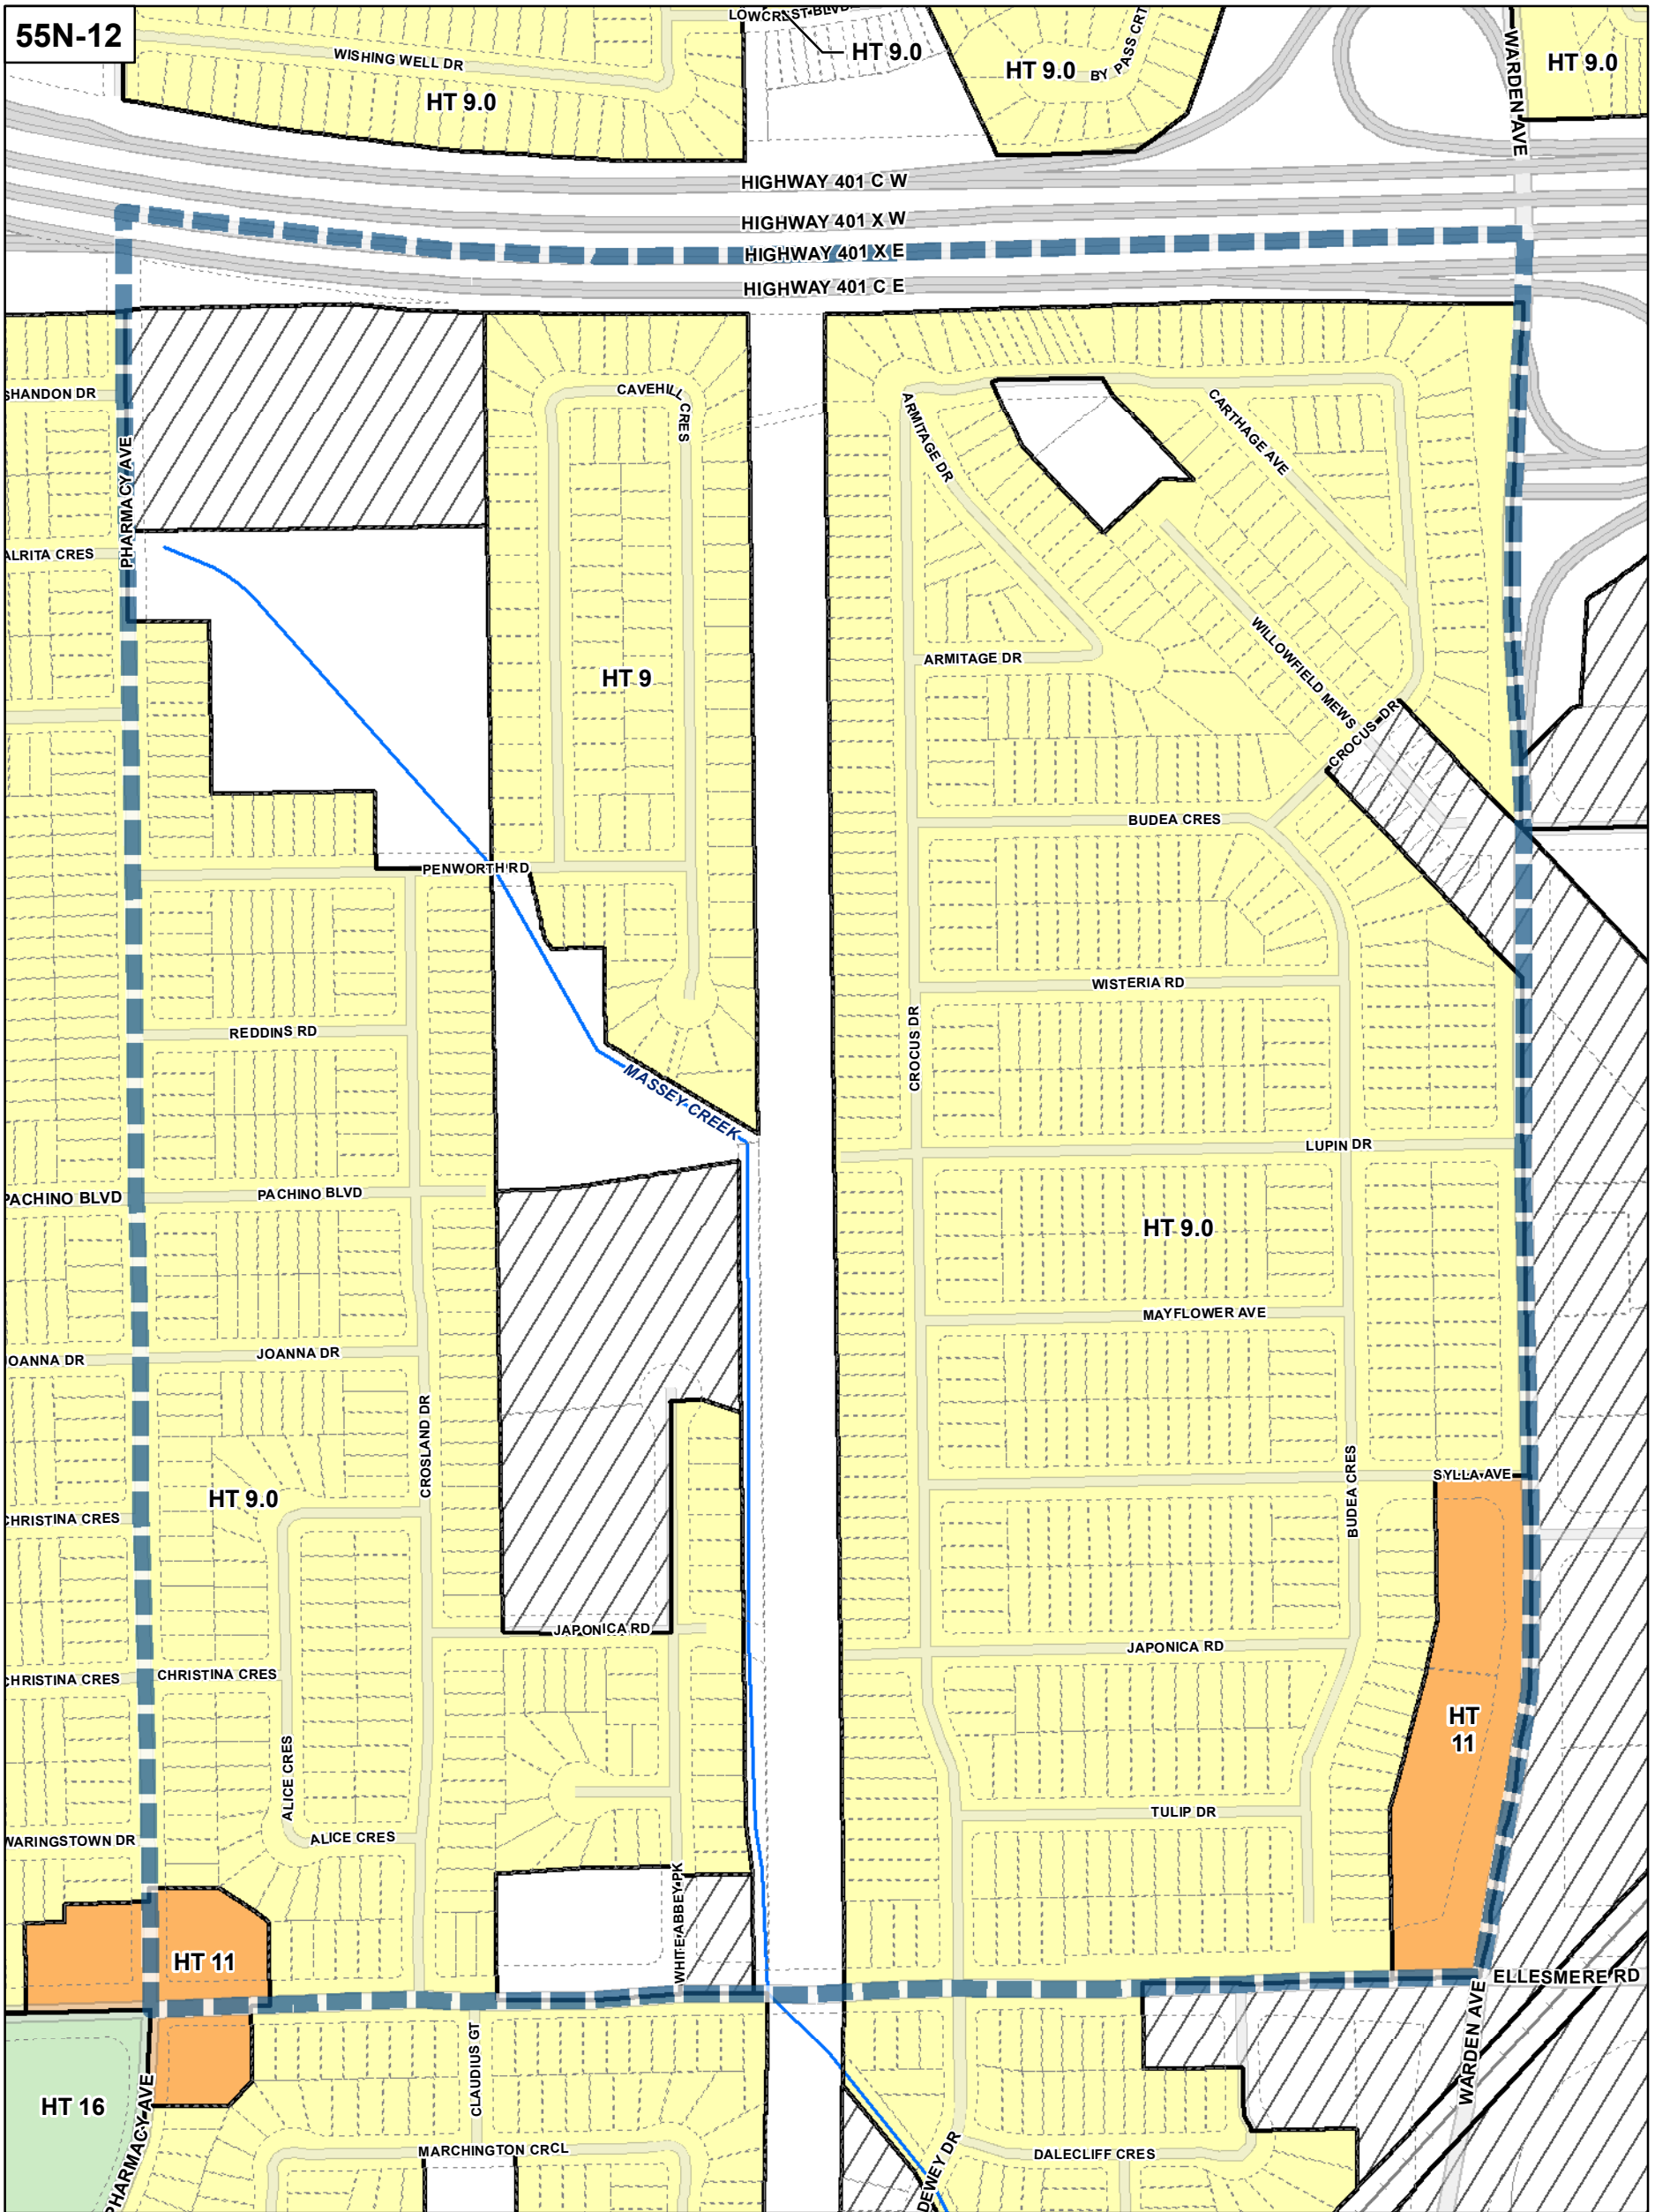 55N-12
LOWCREST BLVD
WISHING WELL DR
HT 9.0
HT 9.0
HT 9.0
BY PASS CRT
WARDEN AVE
HT 9.0
HIGHWAY 401 C W
HIGHWAY 401 X W
HIGHWAY 401 X E
HIGHWAY 401 C E
SHANDON DR
CAVEHILL CRES
ARMITAGE DR
CARTHAGE AVE
PHARMACY AVE
ALRITA CRES
ARMITAGE DR
HT 9
WILLOWFIELD MEWS
CROCUS DR
BUDEA CRES
PENWORTH RD
WISTERIA RD
REDDINS RD
CROCUS DR
MASSEY CREEK
LUPIN DR
PACHINO BLVD
PACHINO BLVD
HT 9.0
MAYFLOWER AVE
OANNA DR
JOANNA DR
CROSLAND DR
SYLLA AVE
HT 9.0
BUDEA CRES
CHRISTINA CRES
JAPONICA RD
JAPONICA RD
CHRISTINA CRES
CHRISTINA CRES
HT
11
ALICE CRES
TULIP DR
WARINGSTOWN DR
ALICE CRES
WHITE ABBEY PK
HT 11
ELLESMERE RD
CLAUDIUS GT
WARDEN AVE
HT 16
PHARMACY AVE
MARCHINGTON CRCL
DEWEY DR
DALECLIFF CRES